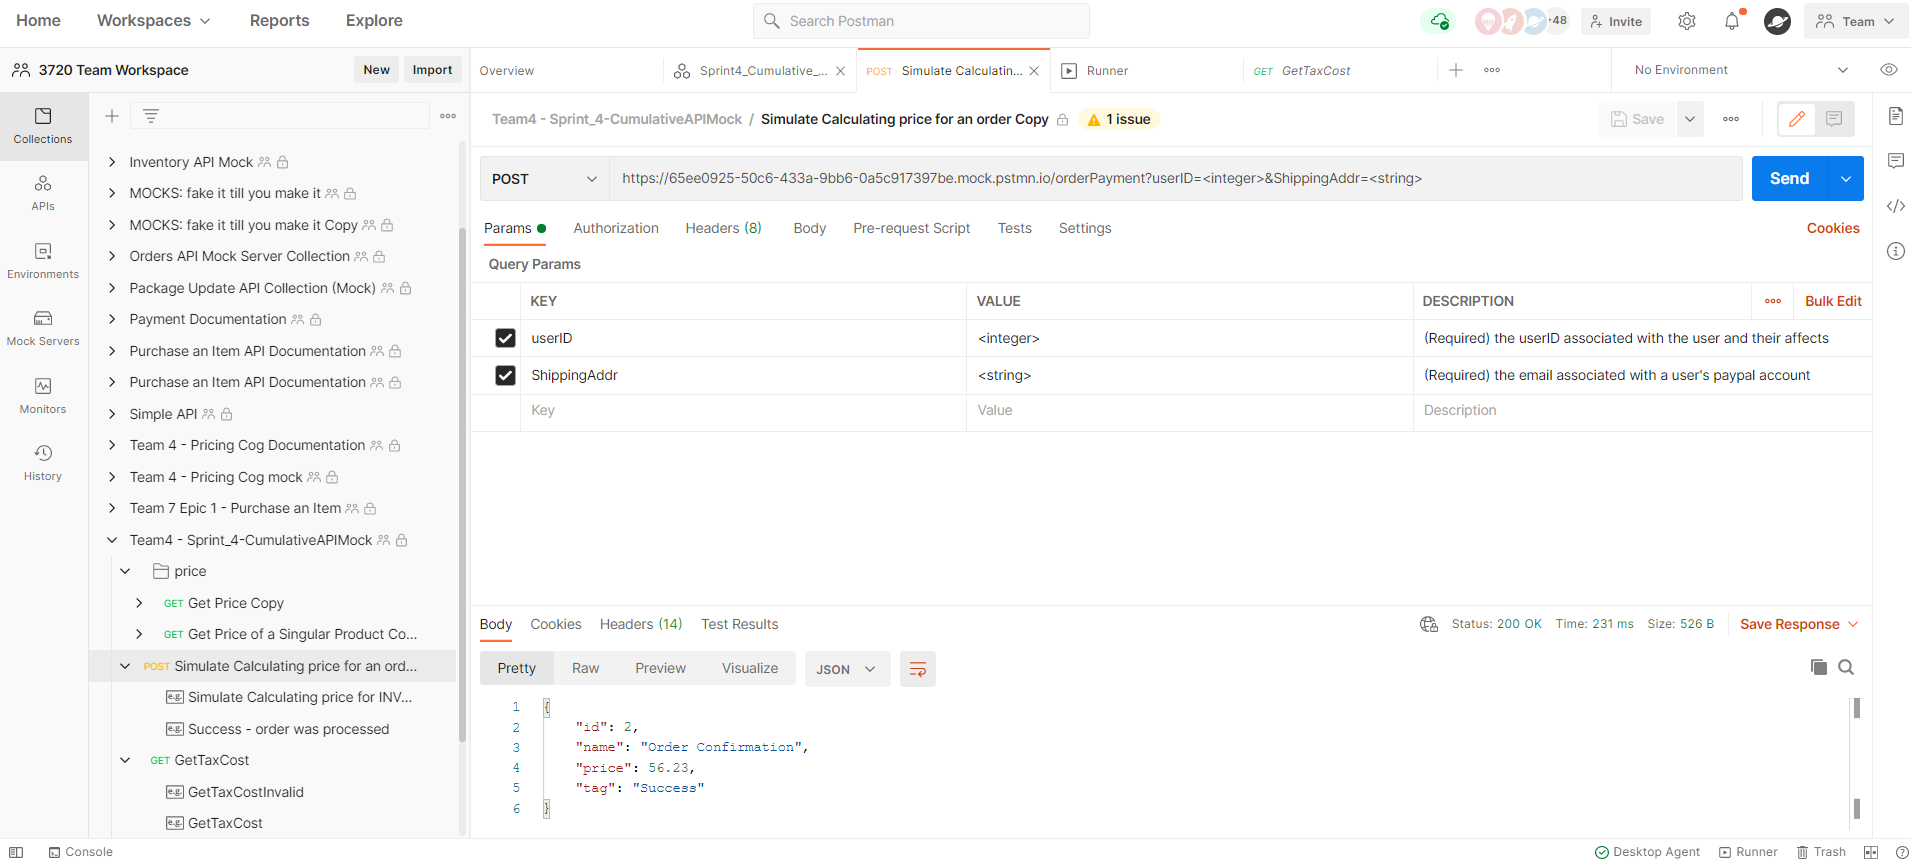 Home Workspaces Reports Explore Search Postman +48 Invite Team
3720 Team Workspace New Import Overview Sprint4_Cumulative_... POST Simulate Calculatin... Runner GET GetTaxCost No Environment
Collections
APIs
Environments
Mock Servers
Monitors
History
Inventory API Mock
MOCKS: fake it till you make it
MOCKS: fake it till you make it Copy
Orders API Mock Server Collection
Package Update API Collection (Mock)
Payment Documentation
Purchase an Item API Documentation
Purchase an Item API Documentation
Simple API
Team 4 - Pricing Cog Documentation
Team 4 - Pricing Cog mock
Team 7 Epic 1 - Purchase an Item
Team4 - Sprint_4-CumulativeAPIMock
price
GET Get Price Copy
GET Get Price of a Singular Product Co...
POST Simulate Calculating price for an ord...
e.g. Simulate Calculating price for INV...
e.g. Success - order was processed
GET GetTaxCost
e.g. GetTaxCostInvalid
e.g. GetTaxCost
Team4 - Sprint_4-CumulativeAPIMock / Simulate Calculating price for an order Copy 1 issue Save
POST https://65ee0925-50c6-433a-9bb6-0a5c917397be.mock.pstmn.io/orderPayment?userID=<integer>&ShippingAddr=<string> Send
Params Authorization Headers (8) Body Pre-request Script Tests Settings Cookies
Query Params
KEY VALUE DESCRIPTION Bulk Edit
userID <integer> (Required) the userID associated with the user and their affects
ShippingAddr <string> (Required) the email associated with a user's paypal account
Key Value Description
Body Cookies Headers (14) Test Results Status: 200 OK Time: 231 ms Size: 526 B Save Response
Pretty Raw Preview Visualize JSON
1 {
2 "id": 2,
3 "name": "Order Confirmation",
4 "price": 56.23,
5 "tag": "Success"
6 }
Console Desktop Agent Runner Trash